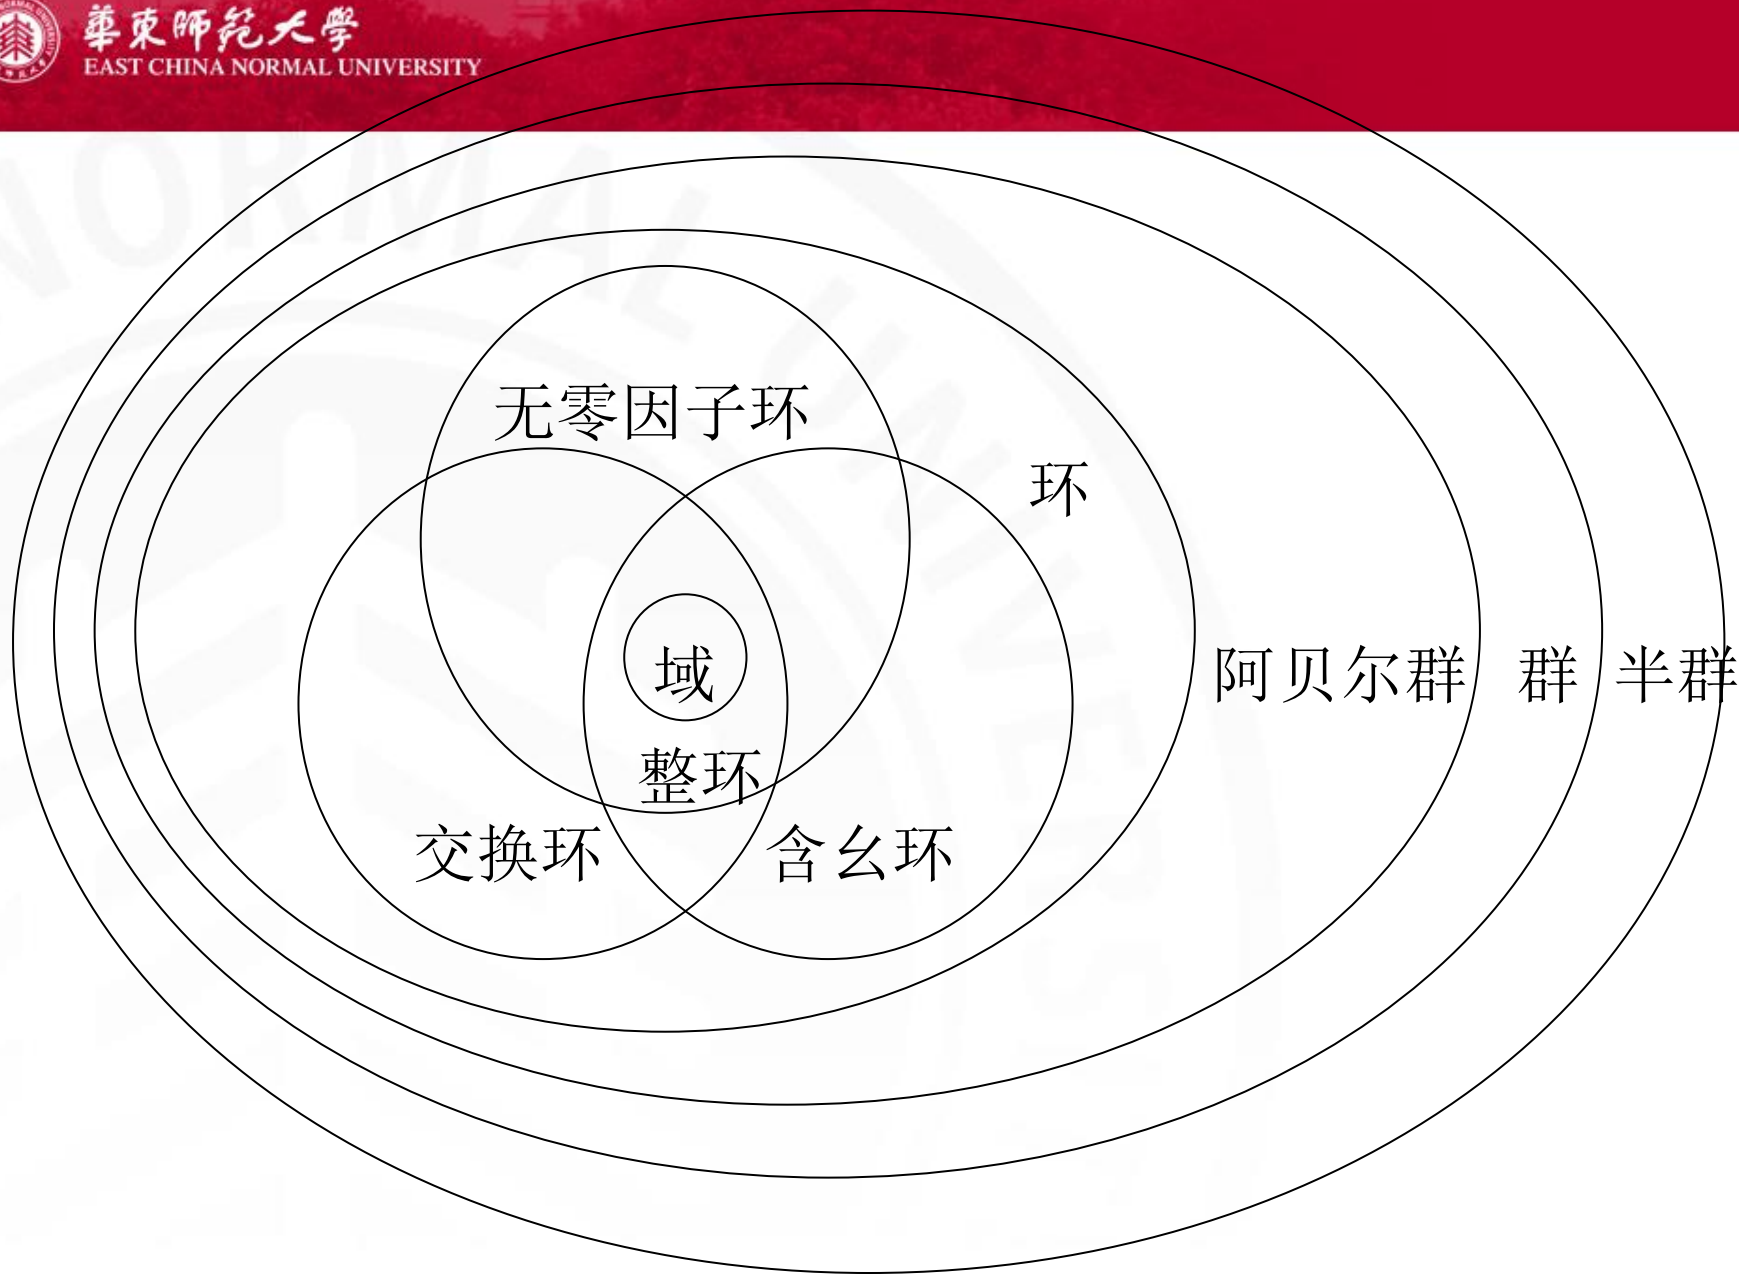 華東師範大學
EAST CHINA NORMAL UNIVERSITY
无零因子环
环
域
阿贝尔群 群 半群
整环
交换环 含幺环